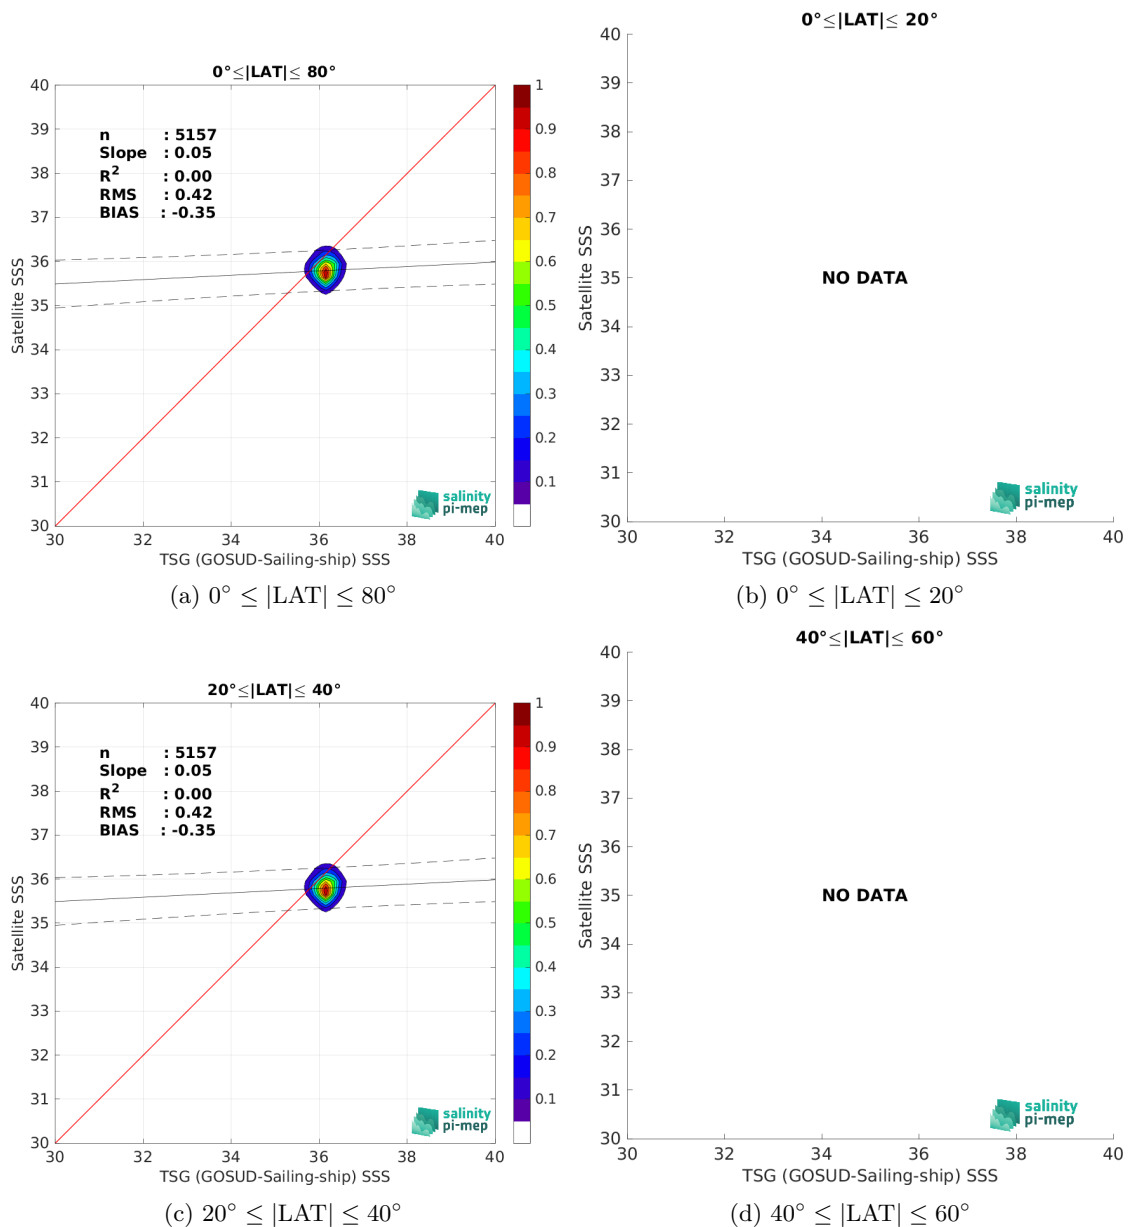 0°≤|LAT|≤ 80°
40
39
38
37
36
35
34
33
32
31
30
Satellite SSS
n : 5157
Slope : 0.05
R² : 0.00
RMS : 0.42
BIAS : -0.35
1
0.9
0.8
0.7
0.6
0.5
0.4
0.3
0.2
0.1
salinity
pi-mep
30 32 34 36 38 40
TSG (GOSUD-Sailing-ship) SSS
(a) 0° ≤ |LAT| ≤ 80°
0°≤|LAT|≤ 20°
40
39
38
37
36
35
34
33
32
31
30
Satellite SSS
NO DATA
salinity
pi-mep
30 32 34 36 38 40
TSG (GOSUD-Sailing-ship) SSS
(b) 0° ≤ |LAT| ≤ 20°
20°≤|LAT|≤ 40°
40
39
38
37
36
35
34
33
32
31
30
Satellite SSS
n : 5157
Slope : 0.05
R² : 0.00
RMS : 0.42
BIAS : -0.35
1
0.9
0.8
0.7
0.6
0.5
0.4
0.3
0.2
0.1
salinity
pi-mep
30 32 34 36 38 40
TSG (GOSUD-Sailing-ship) SSS
(c) 20° ≤ |LAT| ≤ 40°
40°≤|LAT|≤ 60°
40
39
38
37
36
35
34
33
32
31
30
Satellite SSS
NO DATA
salinity
pi-mep
30 32 34 36 38 40
TSG (GOSUD-Sailing-ship) SSS
(d) 40° ≤ |LAT| ≤ 60°